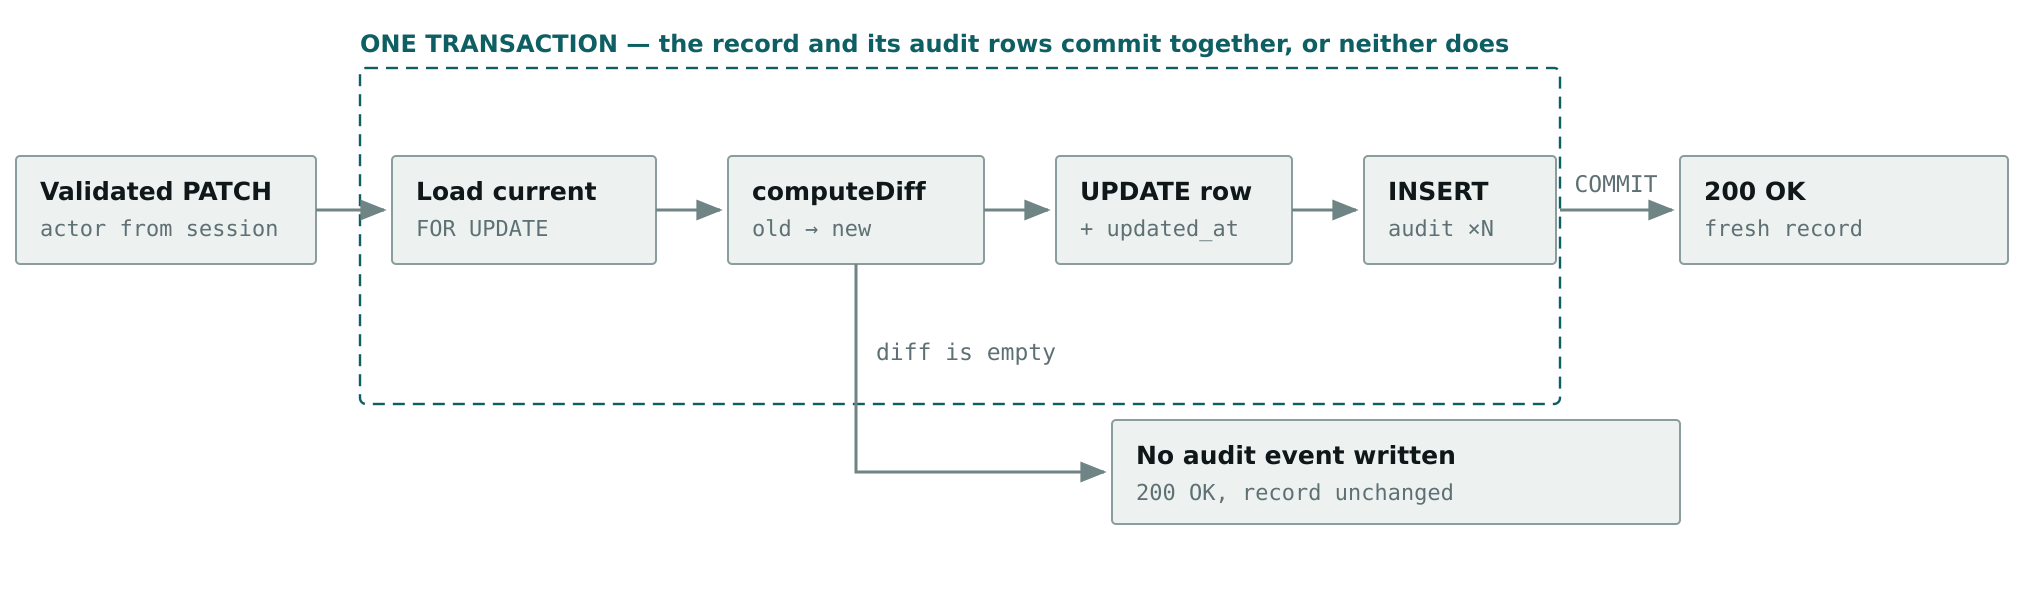 ONE TRANSACTION — the record and its audit rows commit together, or neither does
Validated PATCH
actor from session
Load current
FOR UPDATE
computeDiff
old → new
UPDATE row
+ updated_at
INSERT
audit ×N
COMMIT
200 OK
fresh record
diff is empty
No audit event written
200 OK, record unchanged